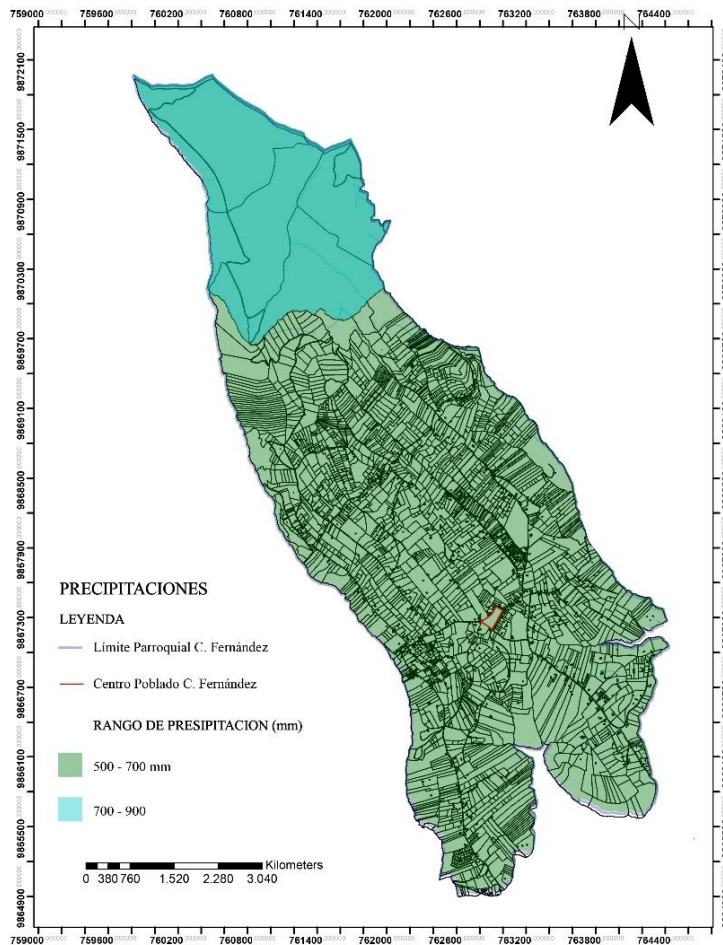 759000 759600 760200 760800 761400 762000 762600 763200 763800 764400
N
9872100
9871500
9870900
9870300
9869700
9869100
9868500
9867900
9867300
9866700
9866100
9865500
9864900
PRECIPITACIONES
LEYENDA
Límite Parroquial C. Fernández
Centro Poblado C. Fernández
RANGO DE PRESIPITACION (mm)
500 - 700 mm
700 - 900
Kilometers
0 380 760 1.520 2.280 3.040
759000 759600 760200 760800 761400 762000 762600 763200 763800 764400